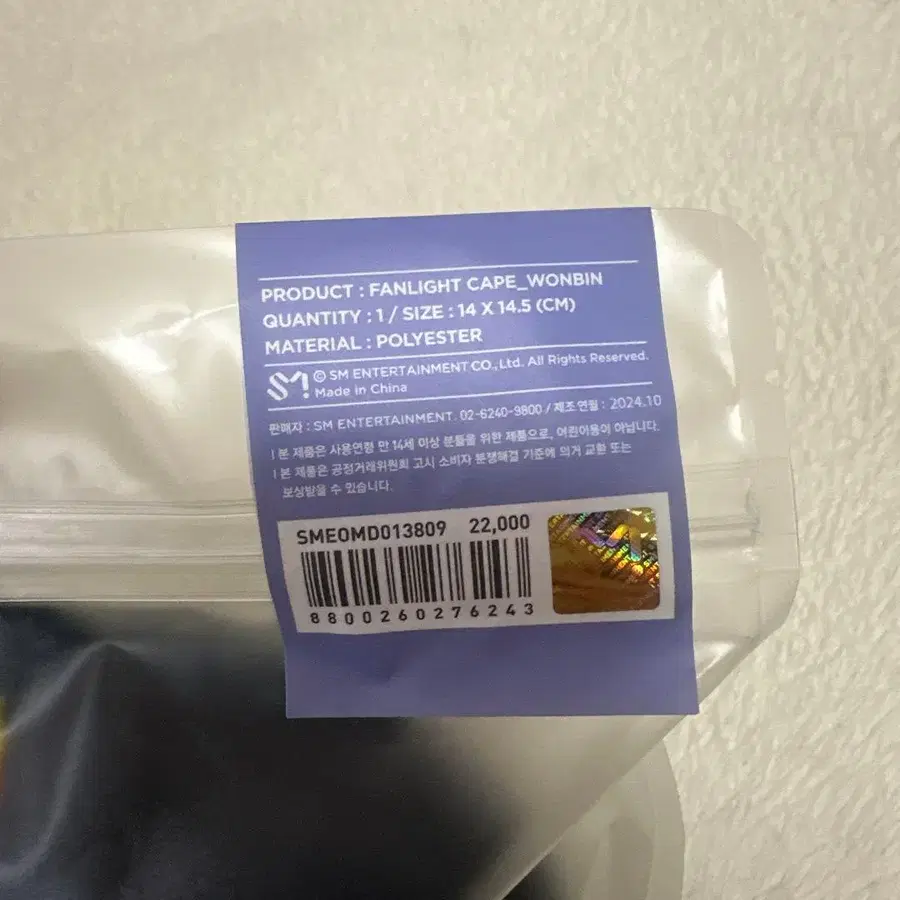 PRODUCT : FANLIGHT CAPE_WONBIN
QUANTITY : 1 / SIZE : 14 X 14.5 (CM)
MATERIAL : POLYESTER
SM
© SM ENTERTAINMENT CO., Ltd. All Rights Reserved.
Made in China
판매자 : SM ENTERTAINMENT. 02-6240-9800 / 제조연월 : 2024.10
| 본 제품은 사용연령 만 14세 이상 분들을 위한 제품으로, 어린이용이 아닙니다.
| 본 제품은 공정거래위원회 고시 소비자 분쟁해결 기준에 의거 교환 또는
보상받을 수 있습니다.
SMEOMD013809 22,000
8800260276243